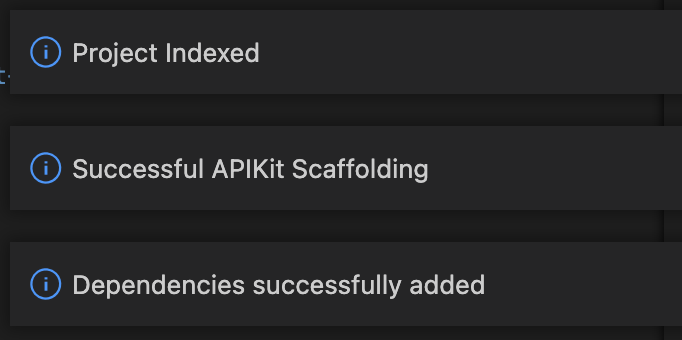 Project Indexed
Successful APIKit Scaffolding
Dependencies successfully added